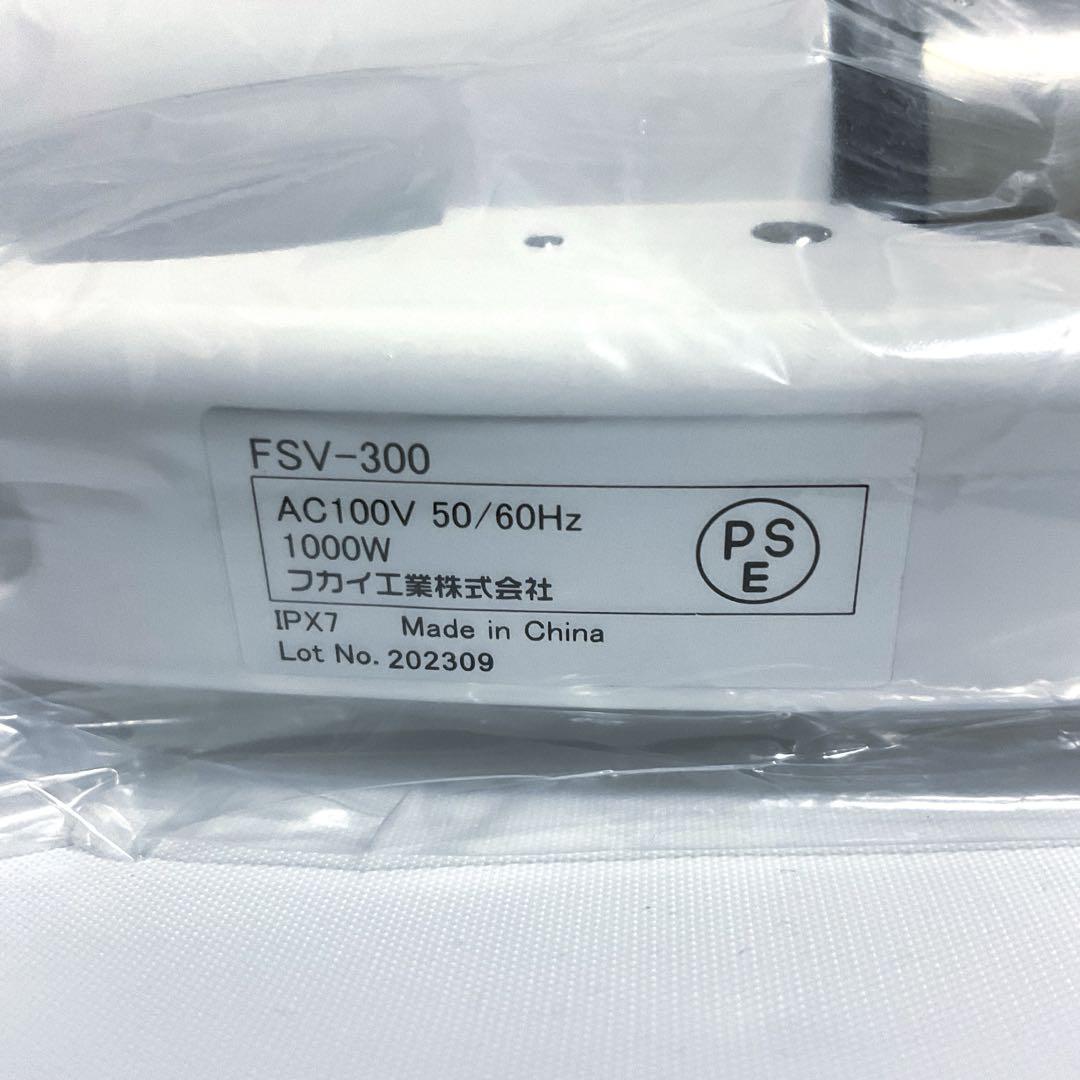 FSV-300
AC100V 50/60Hz
1000W
フカイ工業株式会社
PS
E
IPX7 Made in China
Lot No. 202309